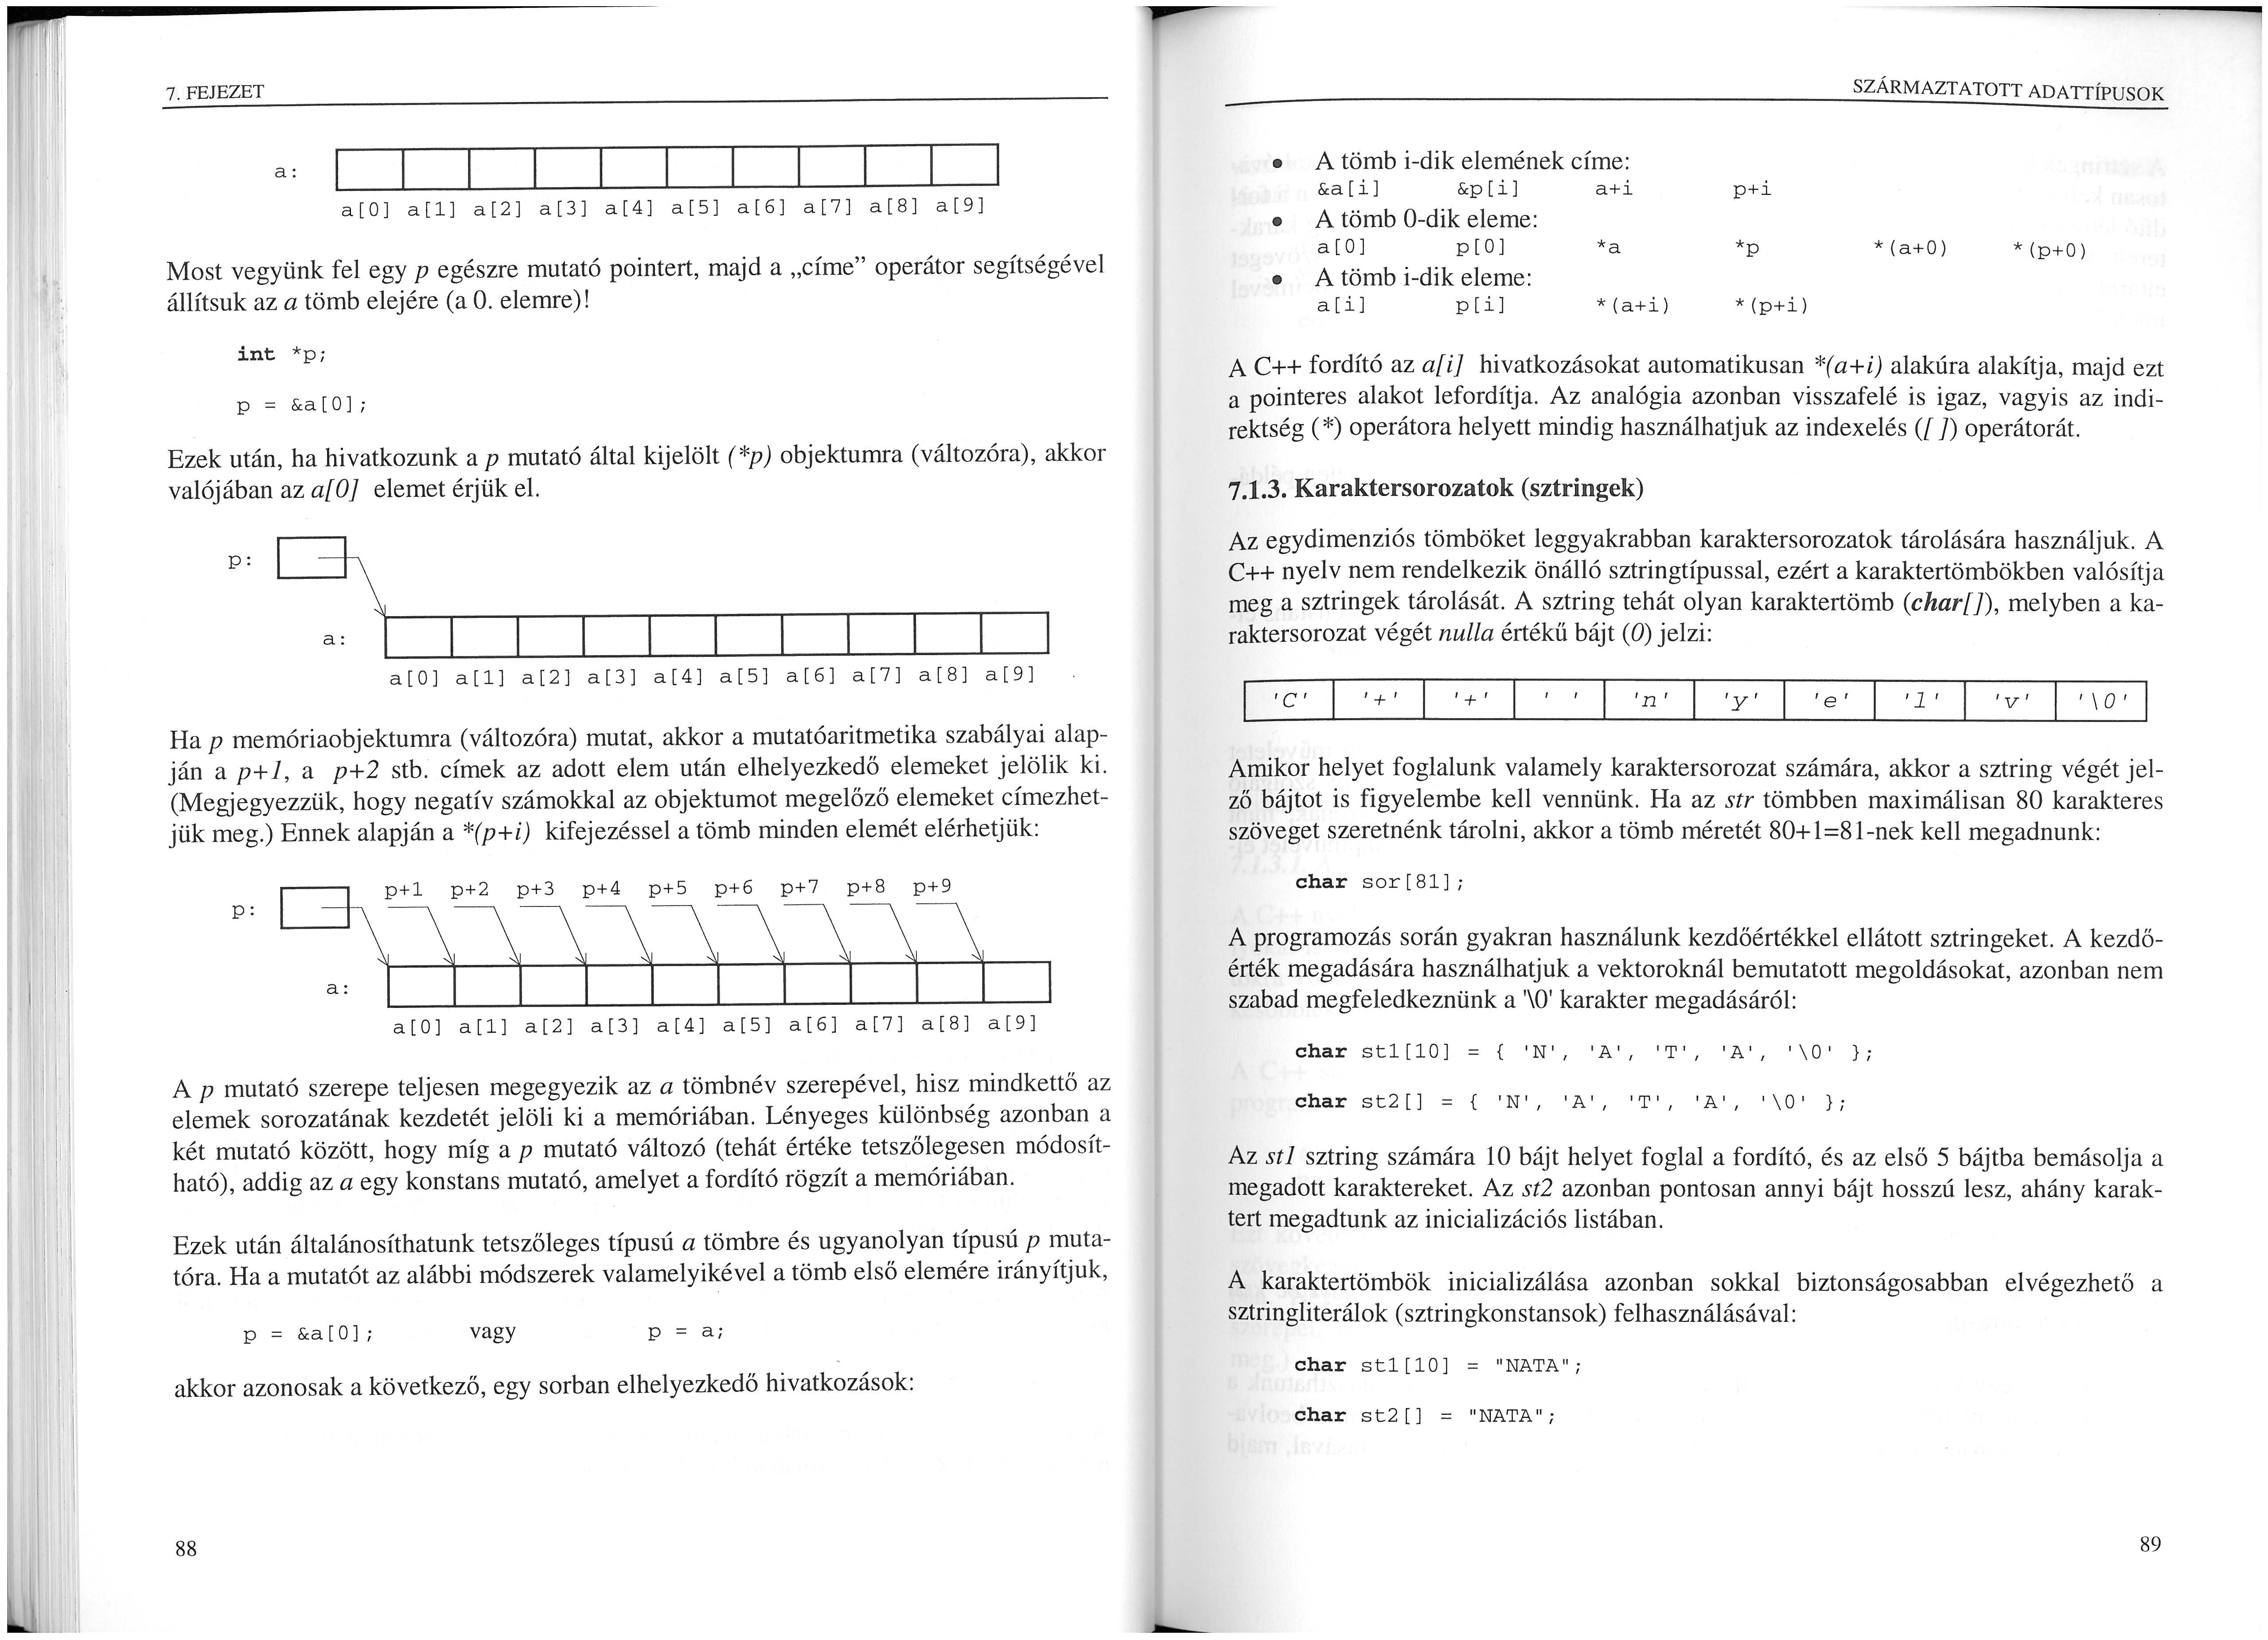 7. FEJEZET
a:
a[0] a[1] a[2] a[3] a[4] a[5] a[6] a[7] a[8] a[9]
Most vegyünk fel egy p egészre mutató pointert, majd a „címe” operátor segítségével
állítsuk az a tömb elejére (a 0. elemre)!
int *p;
p = &a[0];
Ezek után, ha hivatkozunk a p mutató által kijelölt (*p) objektumra (változóra), akkor
valójában az a[0] elemet érjük el.
p:
a:
a[0] a[1] a[2] a[3] a[4] a[5] a[6] a[7] a[8] a[9]
Ha p memóriaobjektumra (változóra) mutat, akkor a mutatóaritmetika szabályai alap-
ján a p+1, a p+2 stb. címek az adott elem után elhelyezkedő elemeket jelölik ki.
(Megjegyezzük, hogy negatív számokkal az objektumot megelőző elemeket címezhet-
jük meg.) Ennek alapján a *(p+i) kifejezéssel a tömb minden elemét elérhetjük:
p+1 p+2 p+3 p+4 p+5 p+6 p+7 p+8 p+9
p:
a:
a[0] a[1] a[2] a[3] a[4] a[5] a[6] a[7] a[8] a[9]
A p mutató szerepe teljesen megegyezik az a tömbnév szerepével, hisz mindkettő az
elemek sorozatának kezdetét jelöli ki a memóriában. Lényeges különbség azonban a
két mutató között, hogy míg a p mutató változó (tehát értéke tetszőlegesen módosít-
ható), addig az a egy konstans mutató, amelyet a fordító rögzít a memóriában.
Ezek után általánosíthatunk tetszőleges típusú a tömbre és ugyanolyan típusú p muta-
tóra. Ha a mutatót az alábbi módszerek valamelyikével a tömb első elemére irányítjuk,
p = &a[0]; vagy p = a;
akkor azonosak a következő, egy sorban elhelyezkedő hivatkozások:
88
SZÁRMAZTATOTT ADATTÍPUSOK
• A tömb i-dik elemének címe:
&a[i] &p[i] a+i p+i
• A tömb 0-dik eleme:
a[0] p[0] *a *p *(a+0) *(p+0)
• A tömb i-dik eleme:
a[i] p[i] *(a+i) *(p+i)
A C++ fordító az a[i] hivatkozásokat automatikusan *(a+i) alakúra alakítja, majd ezt
a pointeres alakot lefordítja. Az analógia azonban visszafelé is igaz, vagyis az indi-
rektség (*) operátora helyett mindig használhatjuk az indexelés ([ ]) operátorát.
7.1.3. Karaktersorozatok (sztringek)
Az egydimenziós tömböket leggyakrabban karaktersorozatok tárolására használjuk. A
C++ nyelv nem rendelkezik önálló sztringtípussal, ezért a karaktertömbökben valósítja
meg a sztringek tárolását. A sztring tehát olyan karaktertömb (char[]), melyben a ka-
raktersorozat végét nulla értékű bájt (0) jelzi:
'C' '+' '+' ' ' 'n' 'y' 'e' 'l' 'v' '\0'
Amikor helyet foglalunk valamely karaktersorozat számára, akkor a sztring végét jel-
ző bájtot is figyelembe kell vennünk. Ha az str tömbben maximálisan 80 karakteres
szöveget szeretnénk tárolni, akkor a tömb méretét 80+1=81-nek kell megadnunk:
char sor[81];
A programozás során gyakran használunk kezdőértékkel ellátott sztringeket. A kezdő-
érték megadására használhatjuk a vektoroknál bemutatott megoldásokat, azonban nem
szabad megfeledkeznünk a '\0' karakter megadásáról:
char st1[10] = { 'N', 'A', 'T', 'A', '\0' };
char st2[] = { 'N', 'A', 'T', 'A', '\0' };
Az st1 sztring számára 10 bájt helyet foglal a fordító, és az első 5 bájtba bemásolja a
megadott karaktereket. Az st2 azonban pontosan annyi bájt hosszú lesz, ahány karak-
tert megadtunk az inicializációs listában.
A karaktertömbök inicializálása azonban sokkal biztonságosabban elvégezhető a
sztringliterálok (sztringkonstansok) felhasználásával:
char st1[10] = "NATA";
char st2[] = "NATA";
89